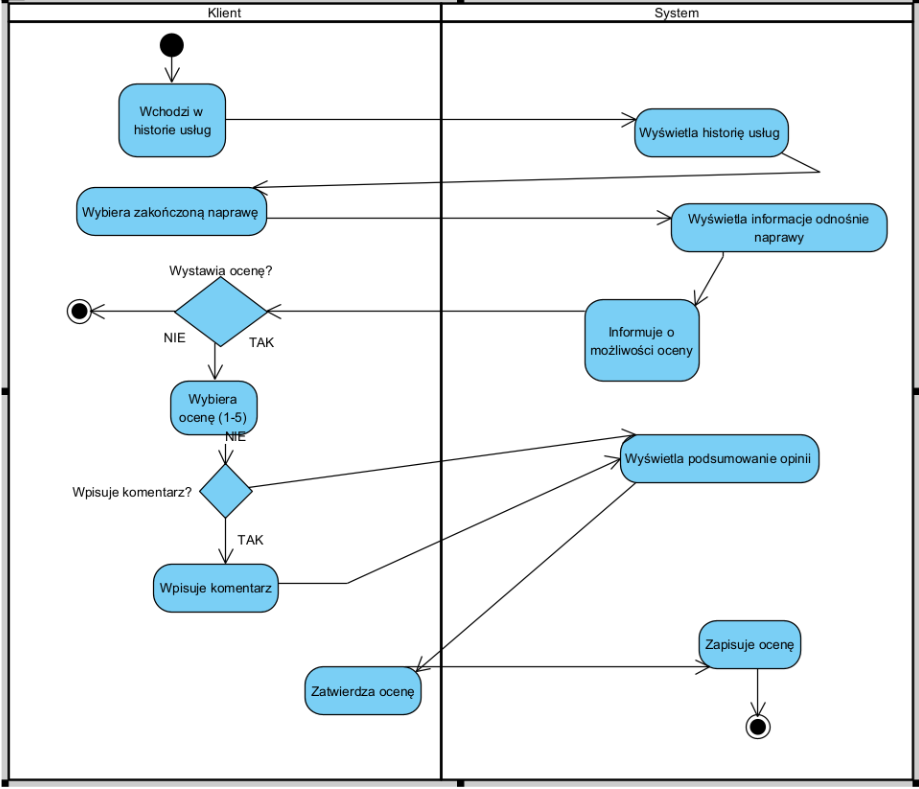 Klient
System
Wchodzi w
historie usług
Wyświetla historię usług
Wybiera zakończoną naprawę
Wyświetla informacje odnośnie
naprawy
Wystawia ocenę?
NIE
TAK
Informuje o
możliwości oceny
Wybiera
ocenę (1-5)
NIE
Wyświetla podsumowanie opinii
Wpisuje komentarz?
TAK
Wpisuje komentarz
Zapisuje ocenę
Zatwierdza ocenę